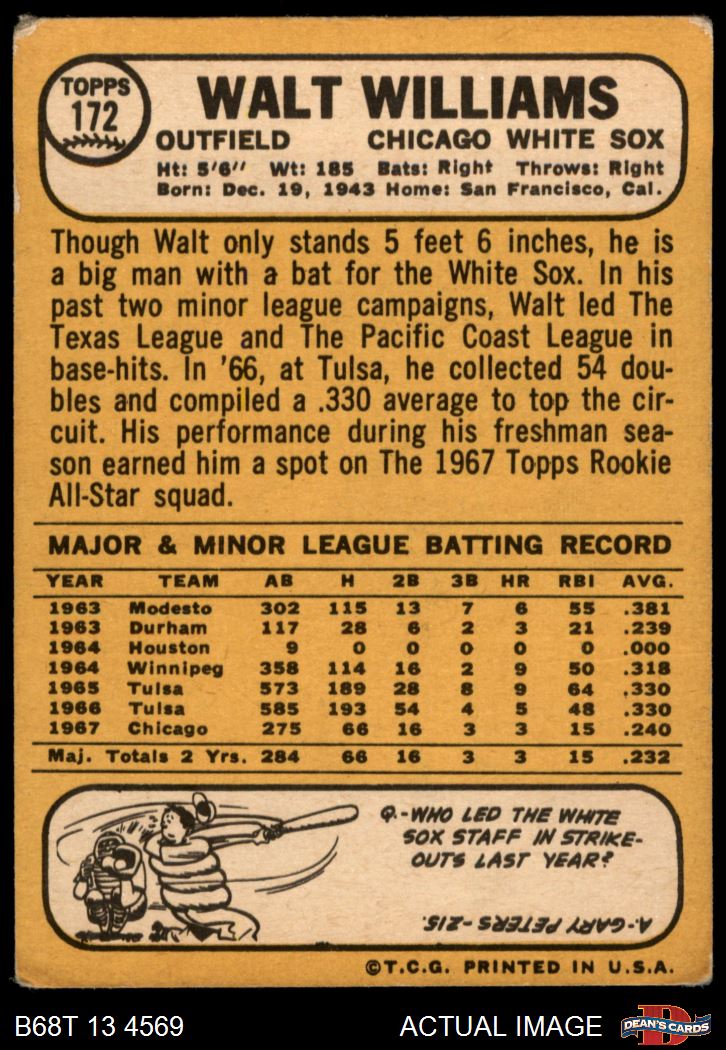 TOPPS
172
WALT WILLIAMS
OUTFIELD CHICAGO WHITE SOX
Ht: 5'6" Wt: 185 Bats: Right Throws: Right
Born: Dec. 19, 1943 Home: San Francisco, Cal.
Though Walt only stands 5 feet 6 inches, he is
a big man with a bat for the White Sox. In his
past two minor league campaigns, Walt led The
Texas League and The Pacific Coast League in
base-hits. In '66, at Tulsa, he collected 54 dou-
bles and compiled a .330 average to top the cir-
cuit. His performance during his freshman sea-
son earned him a spot on The 1967 Topps Rookie
All-Star squad.
MAJOR & MINOR LEAGUE BATTING RECORD
YEAR TEAM AB H 2B 3B HR RBI AVG.
1963 Modesto 302 115 13 7 6 55 .381
1963 Durham 117 28 6 2 3 21 .239
1964 Houston 9 0 0 0 0 0 .000
1964 Winnipeg 358 114 16 2 9 50 .318
1965 Tulsa 573 189 28 8 9 64 .330
1966 Tulsa 585 193 54 4 5 48 .330
1967 Chicago 275 66 16 3 3 15 .240
Maj. Totals 2 Yrs. 284 66 16 3 3 15 .232
Q.-WHO LED THE WHITE
SOX STAFF IN STRIKE-
OUTS LAST YEAR?
A.-GARY PETERS-215.
©T.C.G. PRINTED IN U.S.A.
B68T 13 4569 ACTUAL IMAGE
DEAN'S CARDS